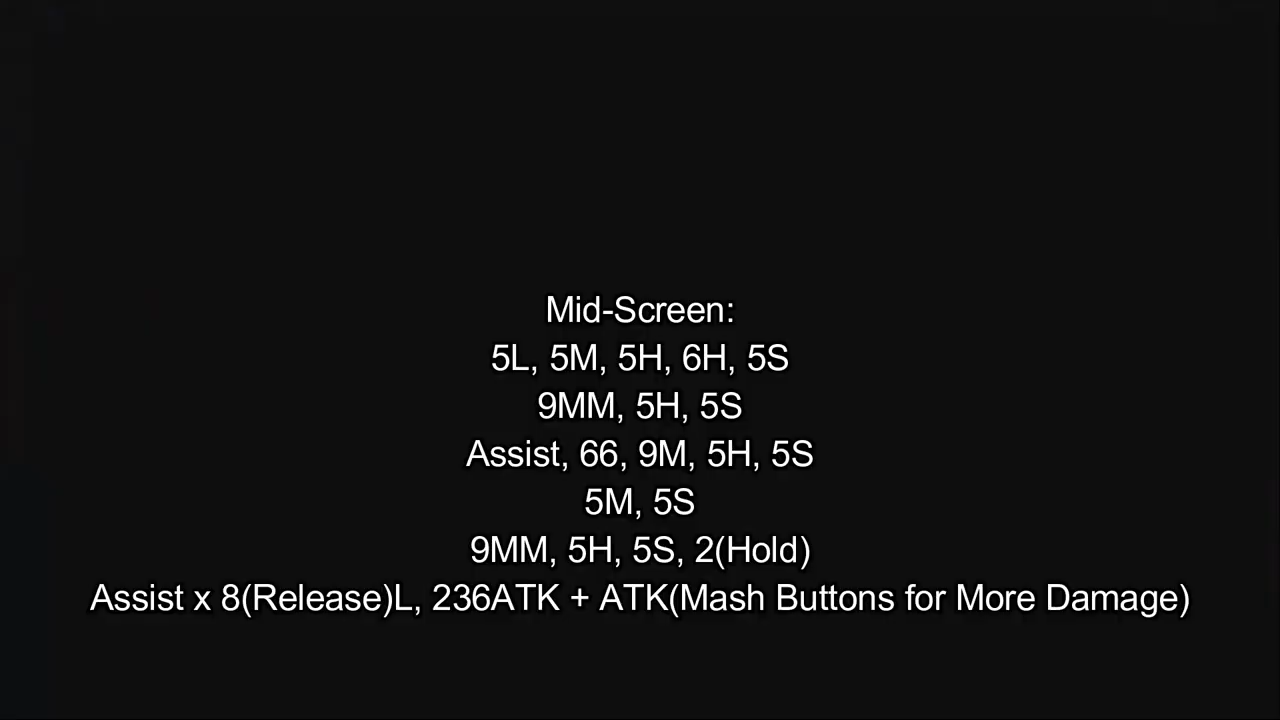 Mid-Screen:
5L, 5M, 5H, 6H, 5S
9MM, 5H, 5S
Assist, 66, 9M, 5H, 5S
5M, 5S
9MM, 5H, 5S, 2(Hold)
Assist x 8(Release)L, 236ATK + ATK(Mash Buttons for More Damage)